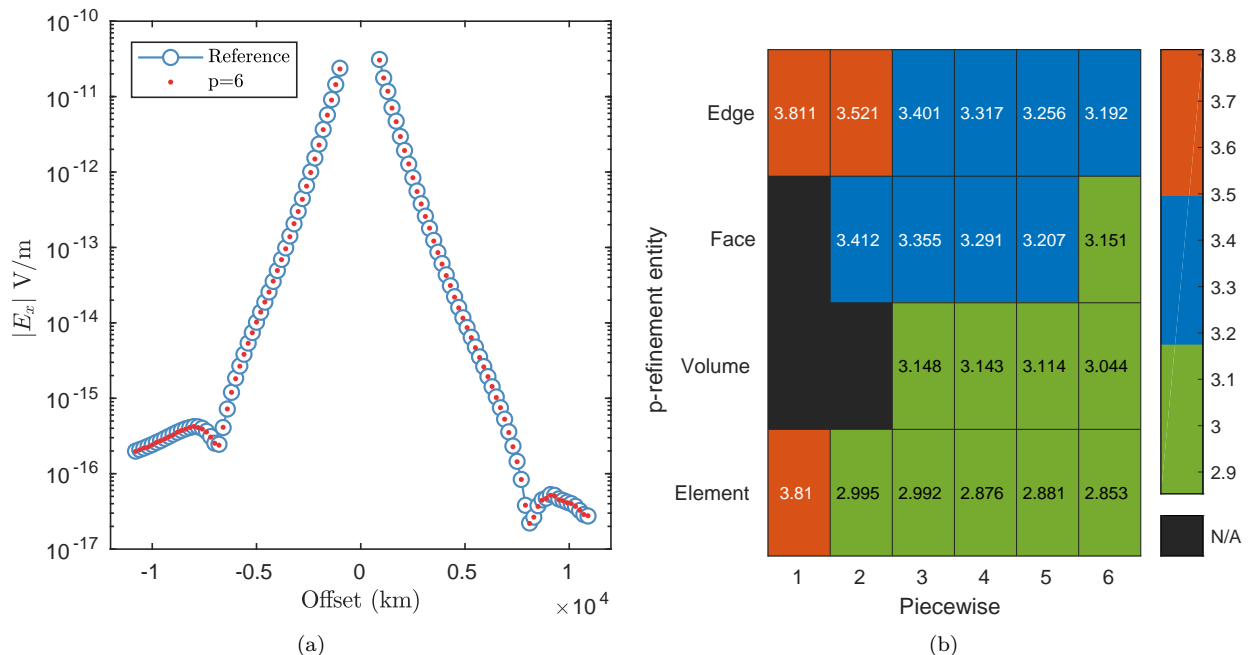 10^-10
10^-11
10^-12
10^-13
10^-14
10^-15
10^-16
10^-17
|E_x| V/m
Reference
p=6
-1 -0.5 0 0.5 1
Offset (km)
× 10^4
(a)
p-refinement entity
Edge 3.811 3.521 3.401 3.317 3.256 3.192
Face 3.412 3.355 3.291 3.207 3.151
Volume 3.148 3.143 3.114 3.044
Element 3.81 2.995 2.992 2.876 2.881 2.853
1 2 3 4 5 6
Piecewise
3.8
3.7
3.6
3.5
3.4
3.3
3.2
3.1
3
2.9
N/A
(b)